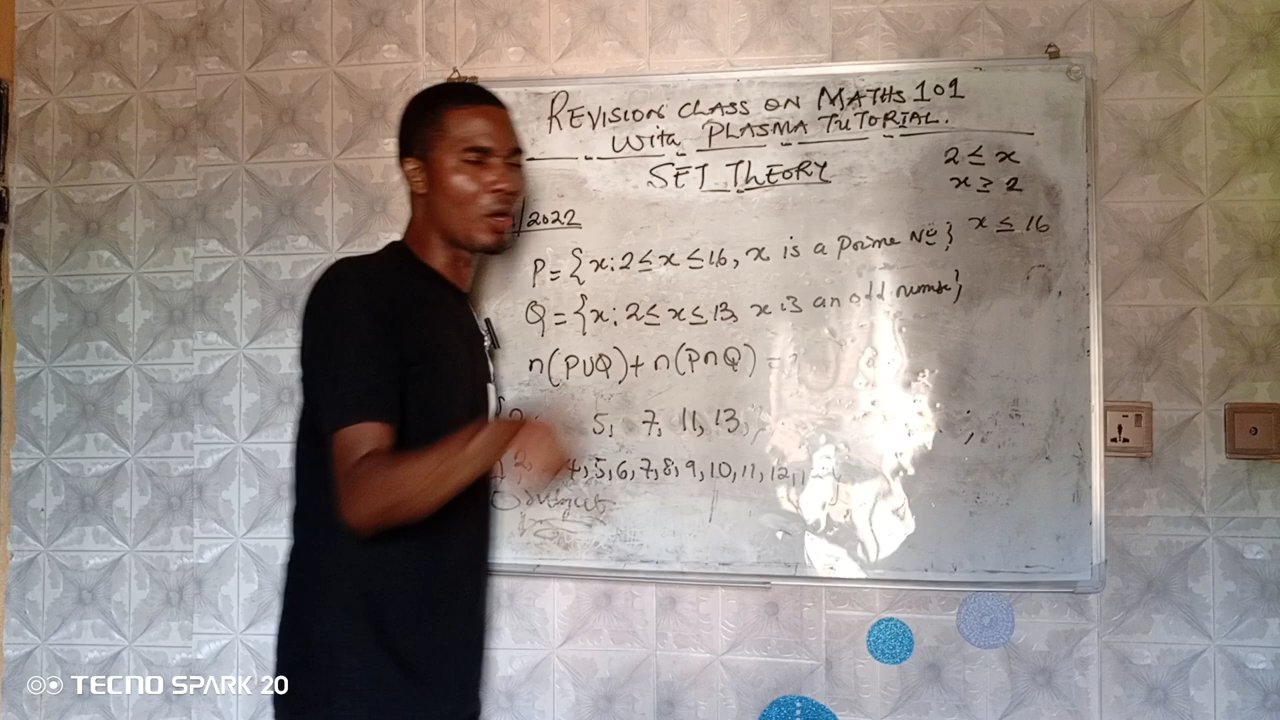 REVISION CLASS ON MATHS 101
With PLASMA TUTORIAL.
SET THEORY
2 ≤ x
x ≥ 2
/2022
P = {x: 2 ≤ x ≤ 16, x is a Prime No} x ≤ 16
Q = {x: 2 ≤ x ≤ 13, x is an odd number}
n(PUQ) + n(P∩Q) =
5, 7, 11, 13,
4, 5, 6, 7, 8, 9, 10, 11, 12,
TECNO SPARK 20